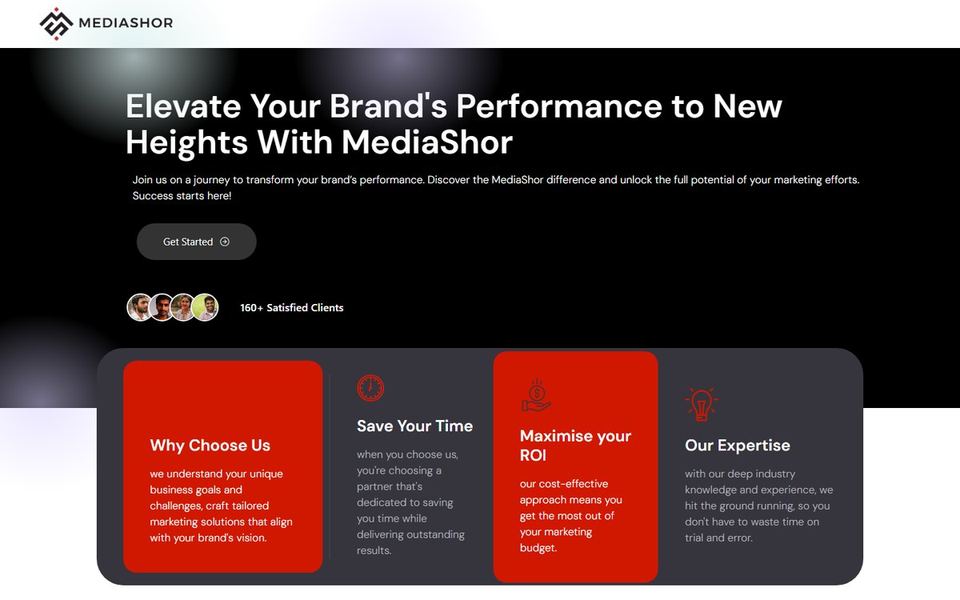 MEDIASHOR
Elevate Your Brand's Performance to New
Heights With MediaShor
Join us on a journey to transform your brand's performance. Discover the MediaShor difference and unlock the full potential of your marketing efforts.
Success starts here!
Get Started
160+ Satisfied Clients
Why Choose Us
we understand your unique
business goals and
challenges, craft tailored
marketing solutions that align
with your brand's vision.
Save Your Time
when you choose us,
you're choosing a
partner that's
dedicated to saving
you time while
delivering outstanding
results.
Maximise your
ROI
our cost-effective
approach means you
get the most out of
your marketing
budget.
Our Expertise
with our deep industry
knowledge and experience, we
hit the ground running, so you
don't have to waste time on
trial and error.